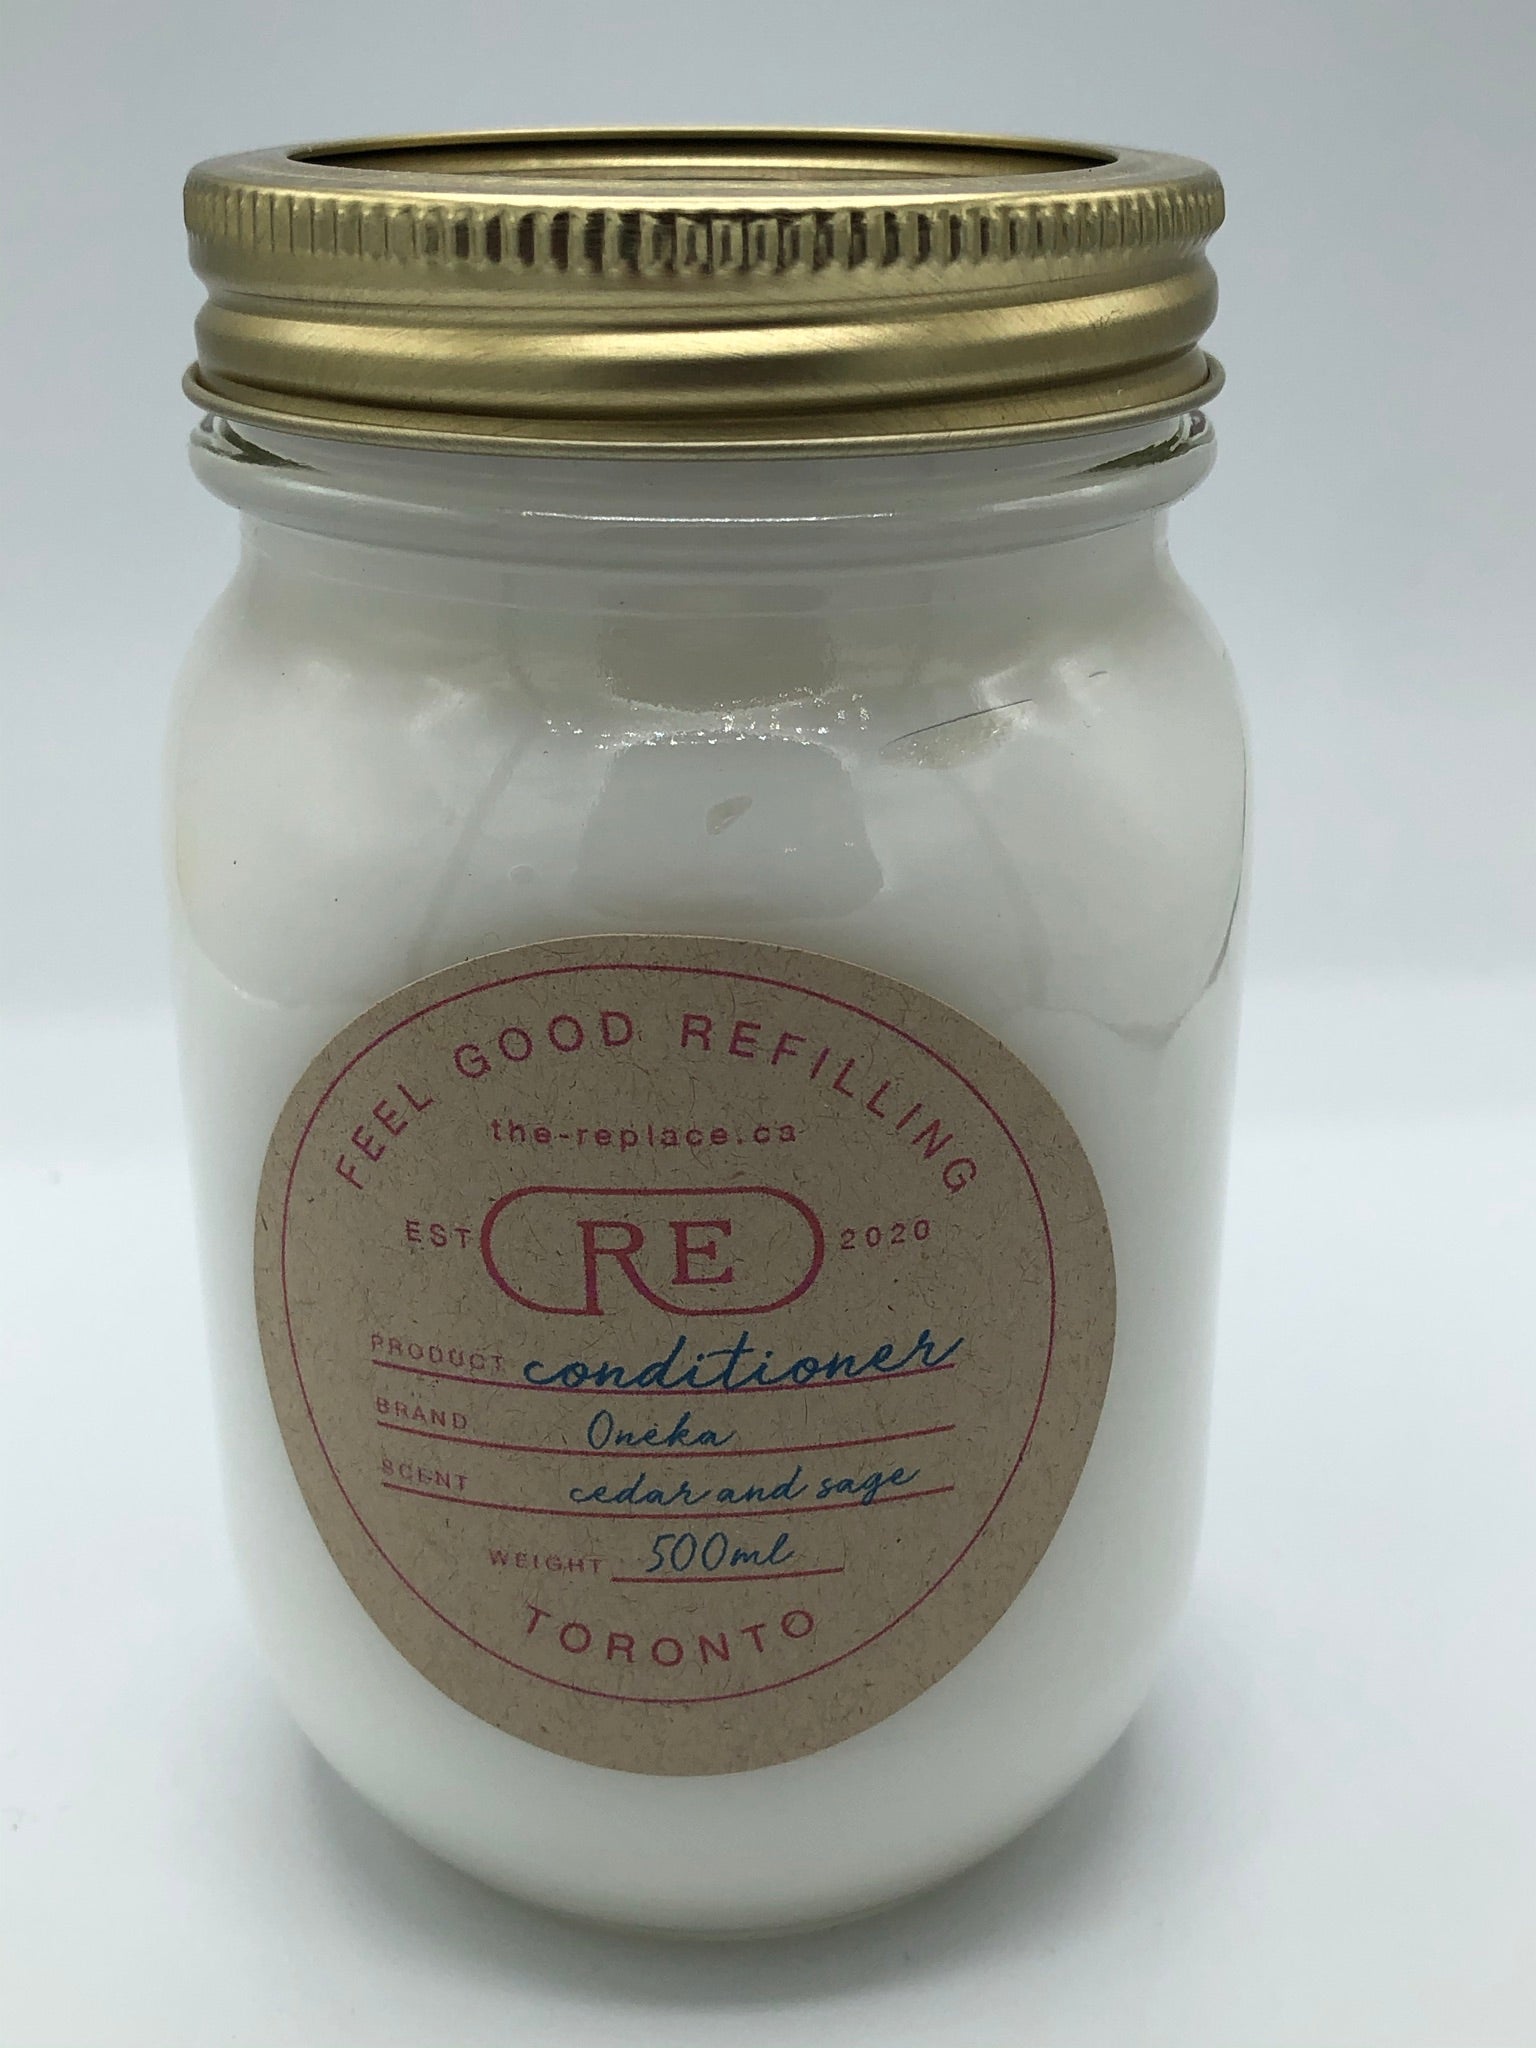 FEEL GOOD REFILLING
the-replace.ca
EST RE 2020
PRODUCT conditioner
BRAND Oneka
SCENT cedar and sage
WEIGHT 500ml
TORONTO